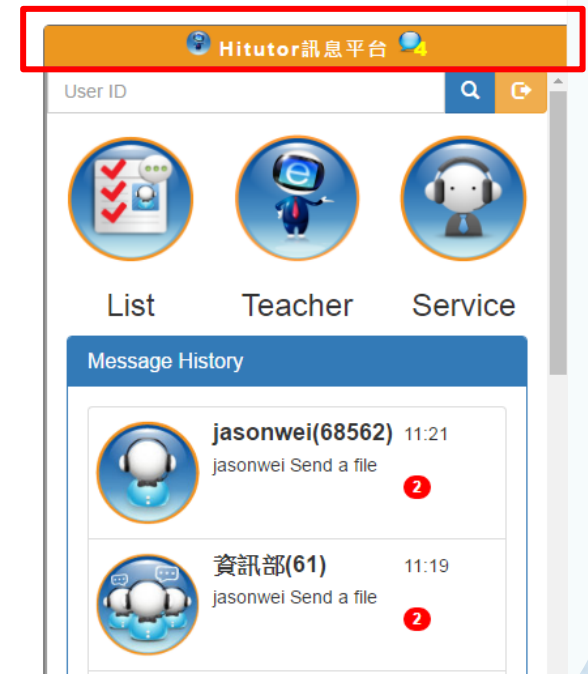 Hitutor訊息平台 4
User ID
List Teacher Service
Message History
jasonwei(68562) 11:21
jasonwei Send a file
2
資訊部(61) 11:19
jasonwei Send a file
2